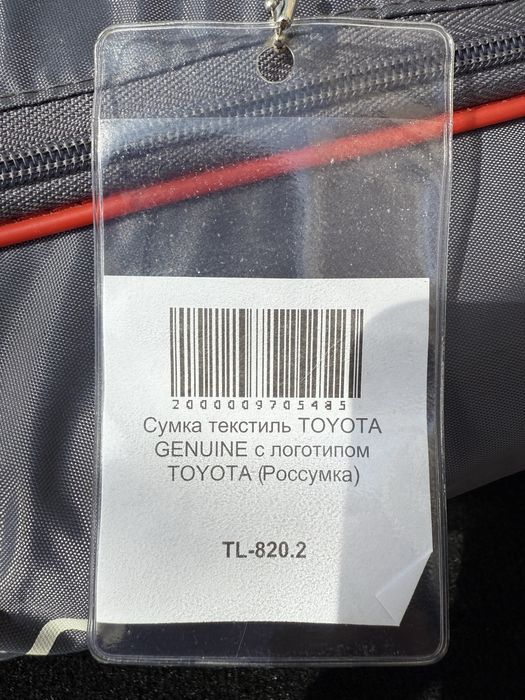 2000009705485
Сумка текстиль TOYOTA
GENUINE с логотипом
TOYOTA (Россумка)
TL-820.2